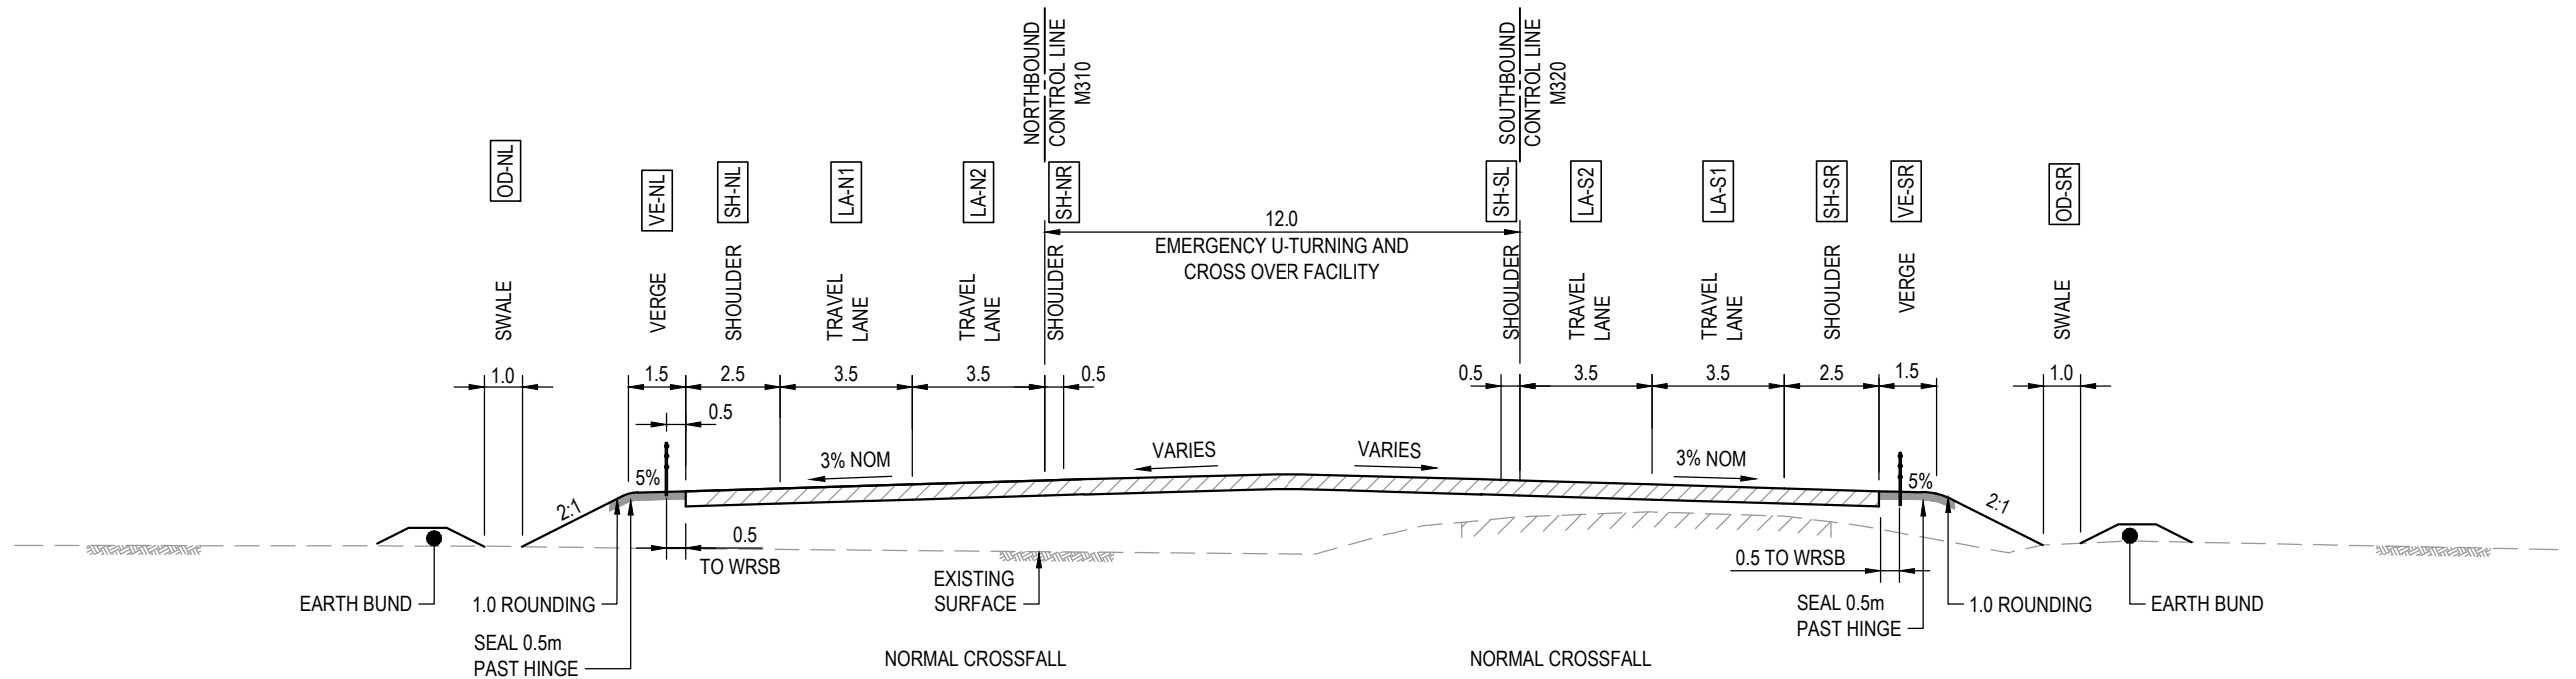 NORTHBOUND
CONTROL LINE
M310
SOUTHBOUND
CONTROL LINE
M320
OD-NL
VE-NL
SH-NL
LA-N1
LA-N2
SH-NR
SH-SL
LA-S2
LA-S1
SH-SR
VE-SR
OD-SR
12.0
EMERGENCY U-TURNING AND
CROSS OVER FACILITY
SWALE
VERGE
SHOULDER
TRAVEL
LANE
TRAVEL
LANE
SHOULDER
SHOULDER
TRAVEL
LANE
TRAVEL
LANE
SHOULDER
VERGE
SWALE
1.0
1.5
2.5
3.5
3.5
0.5
0.5
3.5
3.5
2.5
1.5
1.0
0.5
2:1
5%
3% NOM
VARIES
VARIES
3% NOM
5%
2:1
0.5
TO WRSB
0.5 TO WRSB
EARTH BUND
1.0 ROUNDING
SEAL 0.5m
PAST HINGE
EXISTING
SURFACE
SEAL 0.5m
PAST HINGE
1.0 ROUNDING
EARTH BUND
NORMAL CROSSFALL
NORMAL CROSSFALL